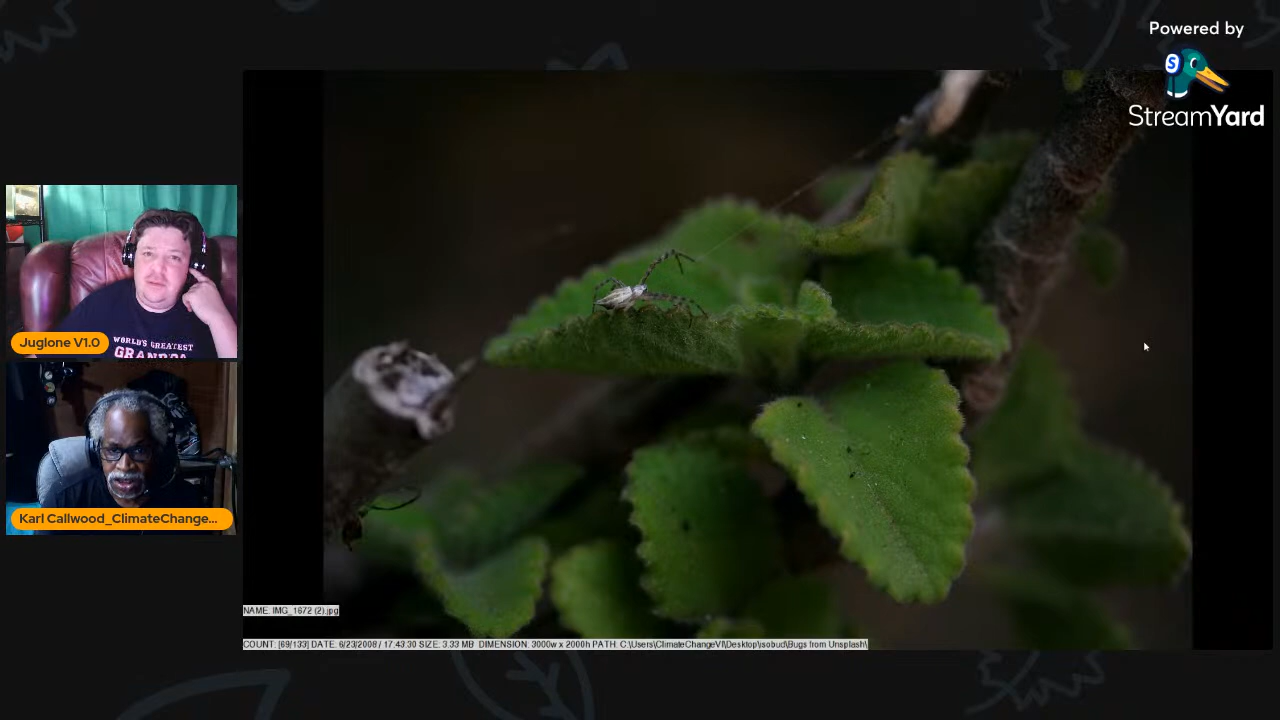 Powered by
StreamYard
Juglone V1.0
WORLD'S GREATEST
GRANDPA
Karl Callwood_ClimateChange...
NAME: IMG_1672 (2).jpg
COUNT: [69/133] DATE: 6/23/2008 / 17:43:30 SIZE: 3.33 MB DIMENSION: 3000w x 2000h PATH: C:\Users\ClimateChangeVI\Desktop\isobud\Bugs from Unsplash\